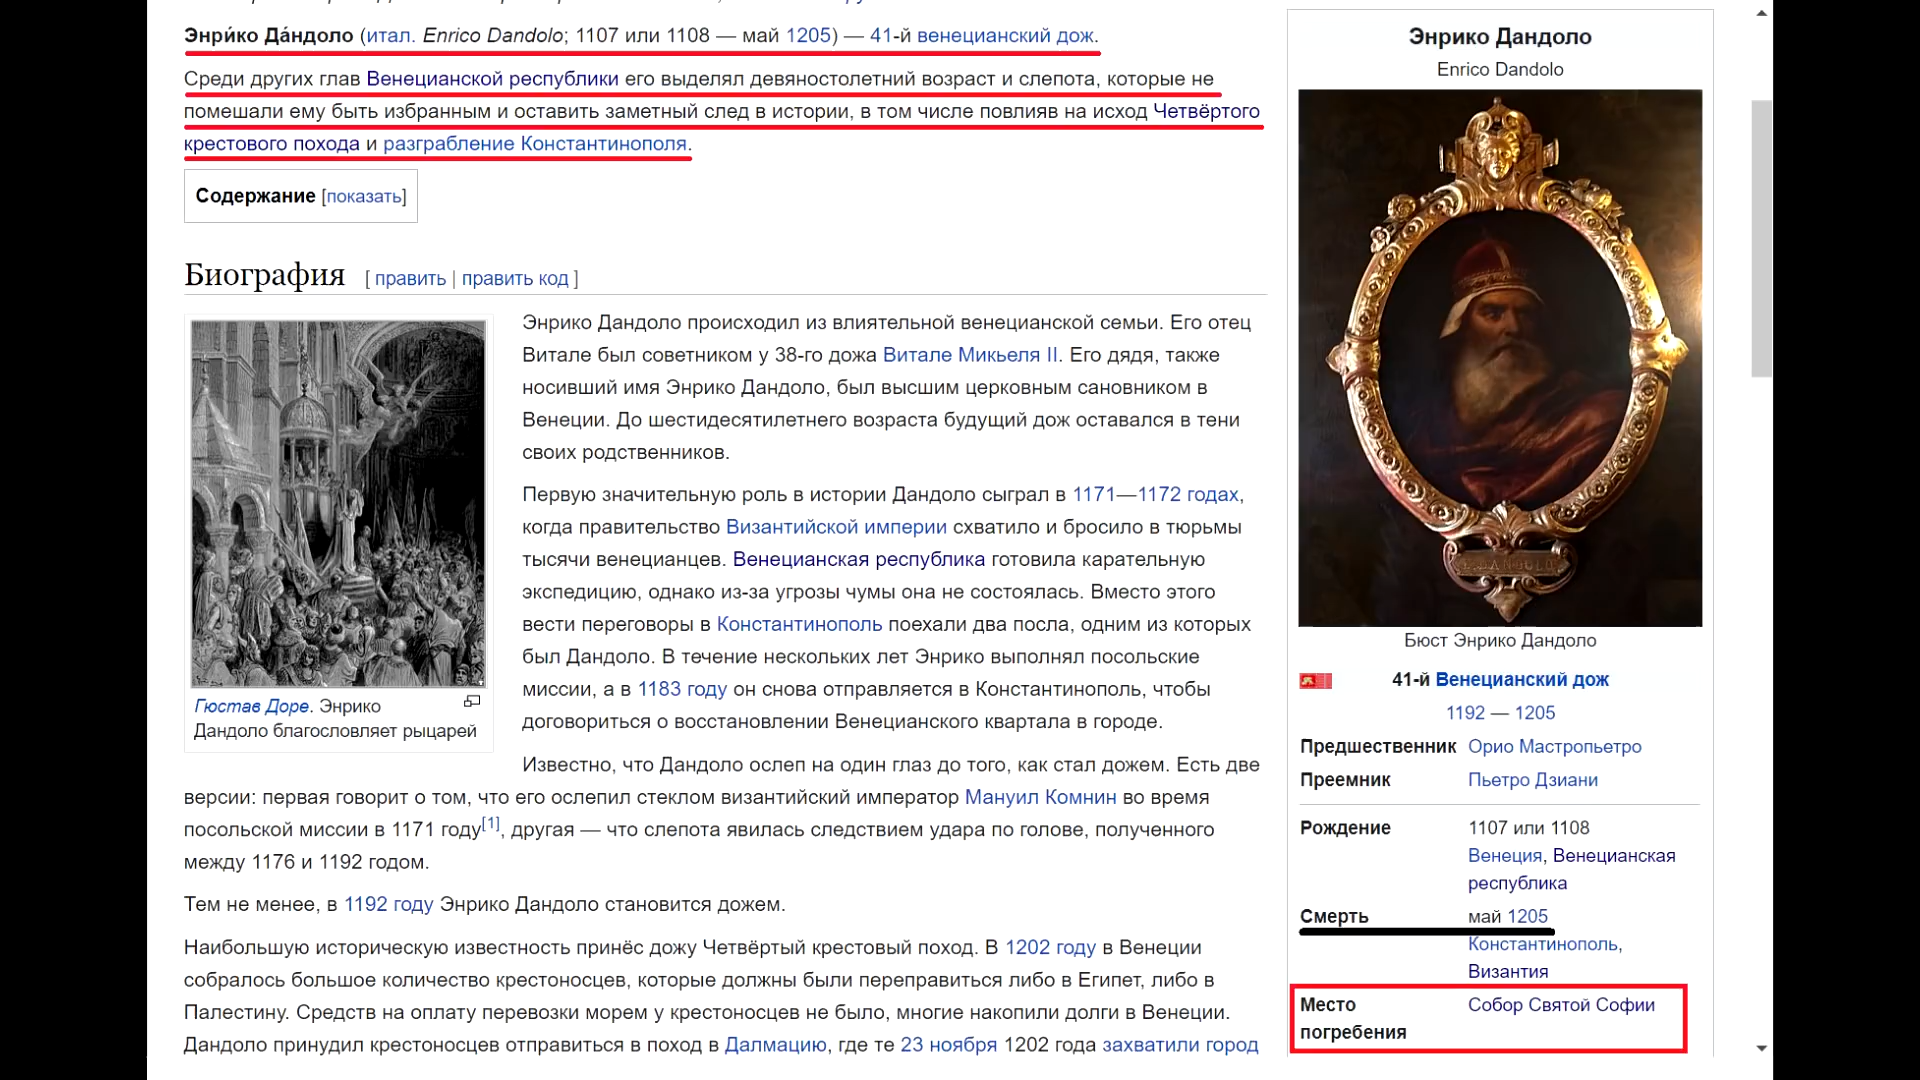 Энри́ко Да́ндоло (итал. Enrico Dandolo; 1107 или 1108 — май 1205) — 41-й венецианский дож.
Среди других глав Венецианской республики его выделял девяностолетний возраст и слепота, которые не
помешали ему быть избранным и оставить заметный след в истории, в том числе повлияв на исход Четвёртого
крестового похода и разграбление Константинополя.
Содержание [показать]
Биография [ править | править код ]
Гюстав Доре. Энрико
Дандоло благословляет рыцарей
Энрико Дандоло происходил из влиятельной венецианской семьи. Его отец
Витале был советником у 38-го дожа Витале Микьеля II. Его дядя, также
носивший имя Энрико Дандоло, был высшим церковным сановником в
Венеции. До шестидесятилетнего возраста будущий дож оставался в тени
своих родственников.
Первую значительную роль в истории Дандоло сыграл в 1171—1172 годах,
когда правительство Византийской империи схватило и бросило в тюрьмы
тысячи венецианцев. Венецианская республика готовила карательную
экспедицию, однако из-за угрозы чумы она не состоялась. Вместо этого
вести переговоры в Константинополь поехали два посла, одним из которых
был Дандоло. В течение нескольких лет Энрико выполнял посольские
миссии, а в 1183 году он снова отправляется в Константинополь, чтобы
договориться о восстановлении Венецианского квартала в городе.
Известно, что Дандоло ослеп на один глаз до того, как стал дожем. Есть две
версии: первая говорит о том, что его ослепил стеклом византийский император Мануил Комнин во время
посольской миссии в 1171 году[1], другая — что слепота явилась следствием удара по голове, полученного
между 1176 и 1192 годом.
Тем не менее, в 1192 году Энрико Дандоло становится дожем.
Наибольшую историческую известность принёс дожу Четвёртый крестовый поход. В 1202 году в Венеции
собралось большое количество крестоносцев, которые должны были переправиться либо в Египет, либо в
Палестину. Средств на оплату перевозки морем у крестоносцев не было, многие накопили долги в Венеции.
Дандоло принудил крестоносцев отправиться в поход в Далмацию, где те 23 ноября 1202 года захватили город
Энрико Дандоло
Enrico Dandolo
Бюст Энрико Дандоло
41-й Венецианский дож
1192 — 1205
Предшественник Орио Мастропьетро
Преемник Пьетро Дзиани
Рождение 1107 или 1108
Венеция, Венецианская
республика
Смерть май 1205
Константинополь,
Византия
Место Собор Святой Софии
погребения